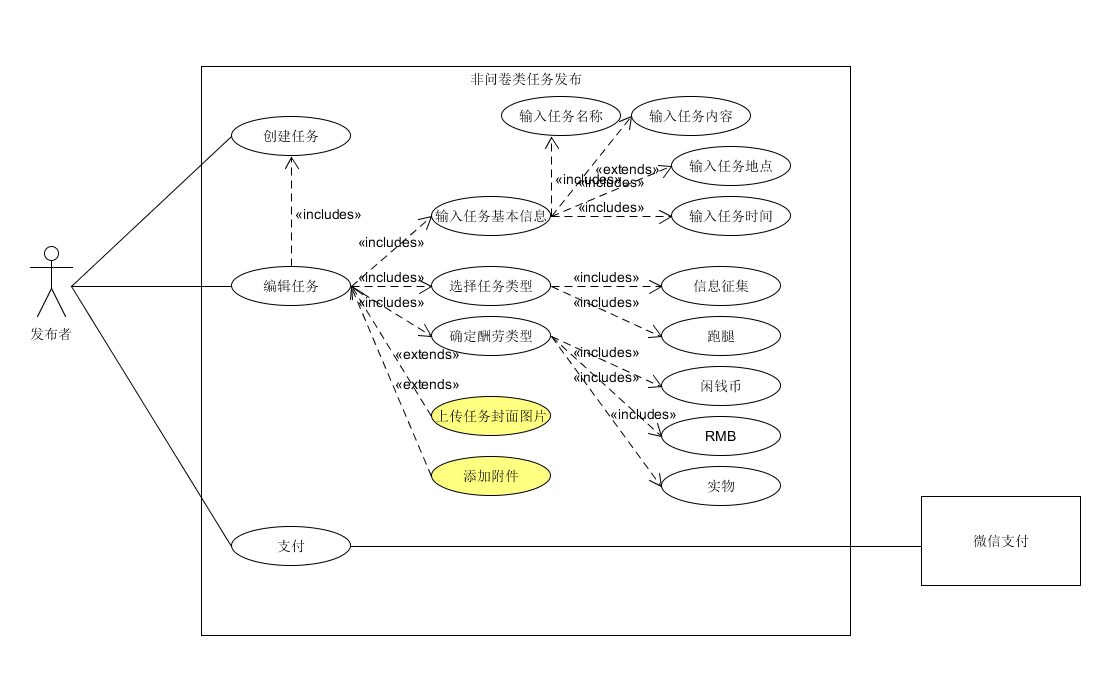 非问卷类任务发布
输入任务名称
输入任务内容
创建任务
«extends»
输入任务地点
«includes»
«includes»
«includes»
输入任务基本信息
«includes»
输入任务时间
«includes»
«includes»
编辑任务
选择任务类型
«includes»
信息征集
«includes»
«includes»
发布者
确定酬劳类型
跑腿
«extends»
«includes»
«includes»
闲钱币
«extends»
上传任务封面图片
«includes»
RMB
添加附件
实物
支付
微信支付